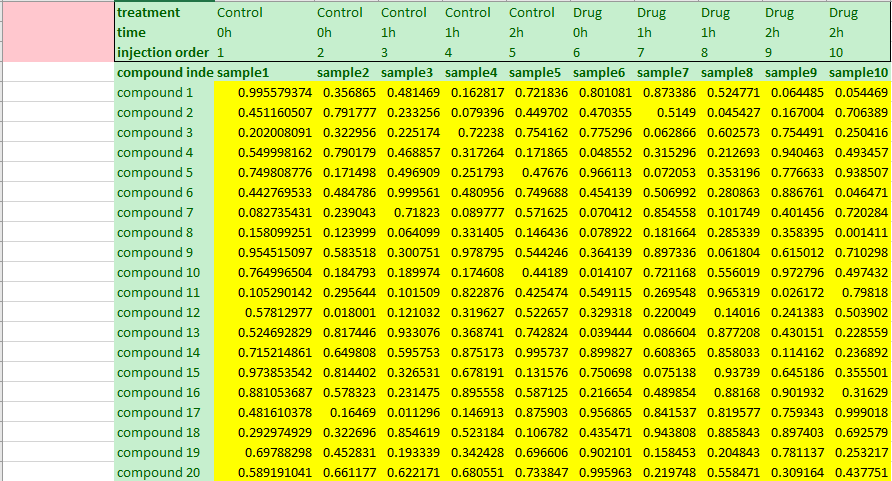 treatment Control Control Control Control Control Drug Drug Drug Drug Drug
time 0h 0h 1h 1h 2h 0h 1h 1h 2h 2h
injection order 1 2 3 4 5 6 7 8 9 10
compound inde sample1 sample2 sample3 sample4 sample5 sample6 sample7 sample8 sample9 sample10
compound 1 0.995579374 0.356865 0.481469 0.162817 0.721836 0.801081 0.873386 0.524771 0.064485 0.054469
compound 2 0.451160507 0.791777 0.233256 0.079396 0.449702 0.470355 0.5149 0.045427 0.167004 0.706389
compound 3 0.202008091 0.322956 0.225174 0.72238 0.754162 0.775296 0.062866 0.602573 0.754491 0.250416
compound 4 0.549998162 0.790179 0.468857 0.317264 0.171865 0.048552 0.315296 0.212693 0.940463 0.493457
compound 5 0.749808776 0.171498 0.496909 0.251793 0.47676 0.966113 0.072053 0.353196 0.776633 0.938507
compound 6 0.442769533 0.484786 0.999561 0.480956 0.749688 0.454139 0.506992 0.280863 0.886761 0.046471
compound 7 0.082735431 0.239043 0.71823 0.089777 0.571625 0.070412 0.854558 0.101749 0.401456 0.720284
compound 8 0.158099251 0.123999 0.064099 0.331405 0.146436 0.078922 0.181664 0.285339 0.358395 0.001411
compound 9 0.954515097 0.583518 0.300751 0.978795 0.544246 0.364139 0.897336 0.061804 0.615012 0.710298
compound 10 0.764996504 0.184793 0.189974 0.174608 0.44189 0.014107 0.721168 0.556019 0.972796 0.497432
compound 11 0.105290142 0.295644 0.101509 0.822876 0.425474 0.549115 0.269548 0.965319 0.026172 0.79818
compound 12 0.57812977 0.018001 0.121032 0.319627 0.522657 0.329318 0.220049 0.14016 0.241383 0.503902
compound 13 0.524692829 0.817446 0.933076 0.368741 0.742824 0.039444 0.086604 0.877208 0.430151 0.228559
compound 14 0.715214861 0.649808 0.595753 0.875173 0.995737 0.899827 0.608365 0.858033 0.114162 0.236892
compound 15 0.973853542 0.814402 0.326531 0.678191 0.131576 0.750698 0.075138 0.93739 0.645186 0.355501
compound 16 0.881053687 0.578323 0.231475 0.895558 0.587125 0.216654 0.489854 0.88168 0.901932 0.31629
compound 17 0.481610378 0.16469 0.011296 0.146913 0.875903 0.956865 0.841537 0.819577 0.759343 0.999018
compound 18 0.292974929 0.322696 0.854619 0.523184 0.106782 0.435471 0.943808 0.885843 0.897403 0.692579
compound 19 0.69788298 0.452831 0.193339 0.342428 0.696606 0.902101 0.158453 0.204843 0.781137 0.253217
compound 20 0.589191041 0.661177 0.622171 0.680551 0.733847 0.995963 0.219748 0.558471 0.309164 0.437751